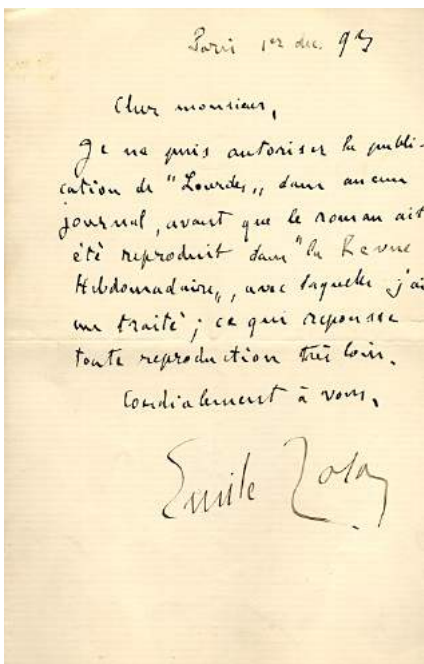 Paris 1er déc. 93
Cher monsieur,
Je ne puis autoriser la publi-
cation de "Lourdes„ dans aucun
journal, avant que le roman ait
été reproduit dans "la Revue
Hebdomadaire„, avec laquelle j'ai
un traité ; ce qui repousse
toute reproduction très loin.
Cordialement à vous,
Emile Zola